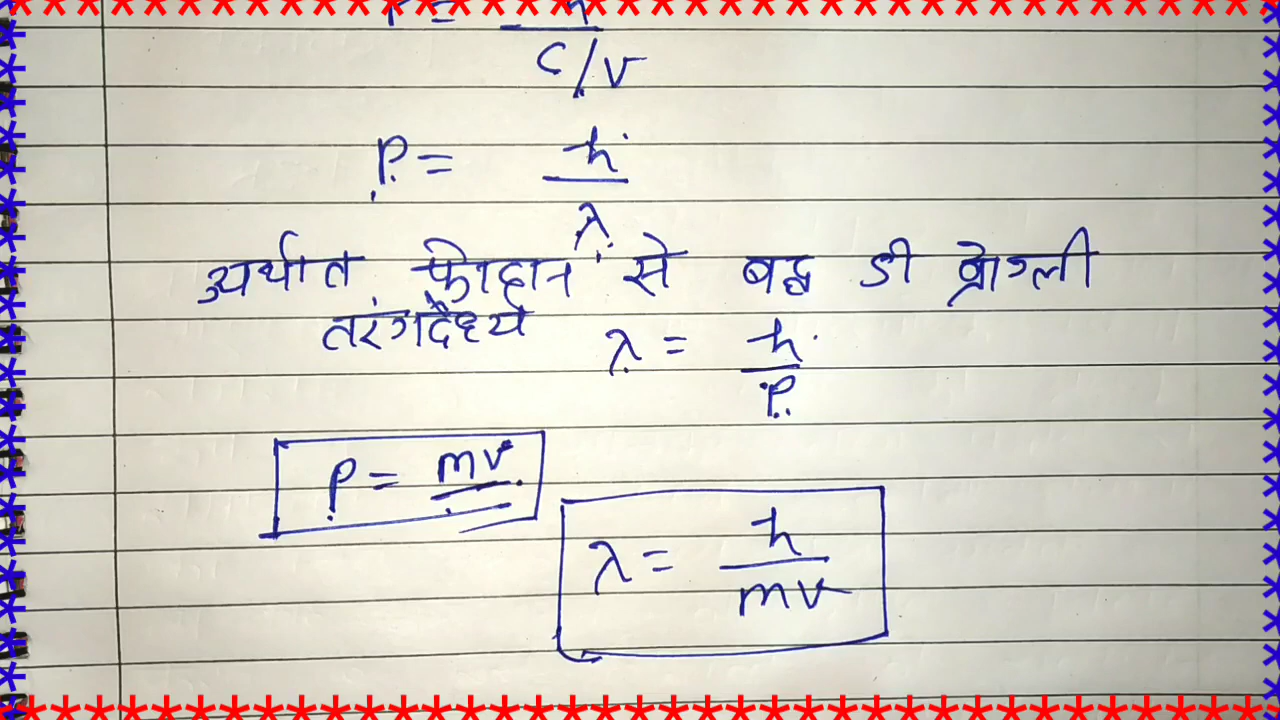 C/v
P = h
λ
अर्थात फोटान से बद्ध डी ब्रोग्ली
तरंगदैर्ध्य λ = h
P
P = mv
λ = h
mv